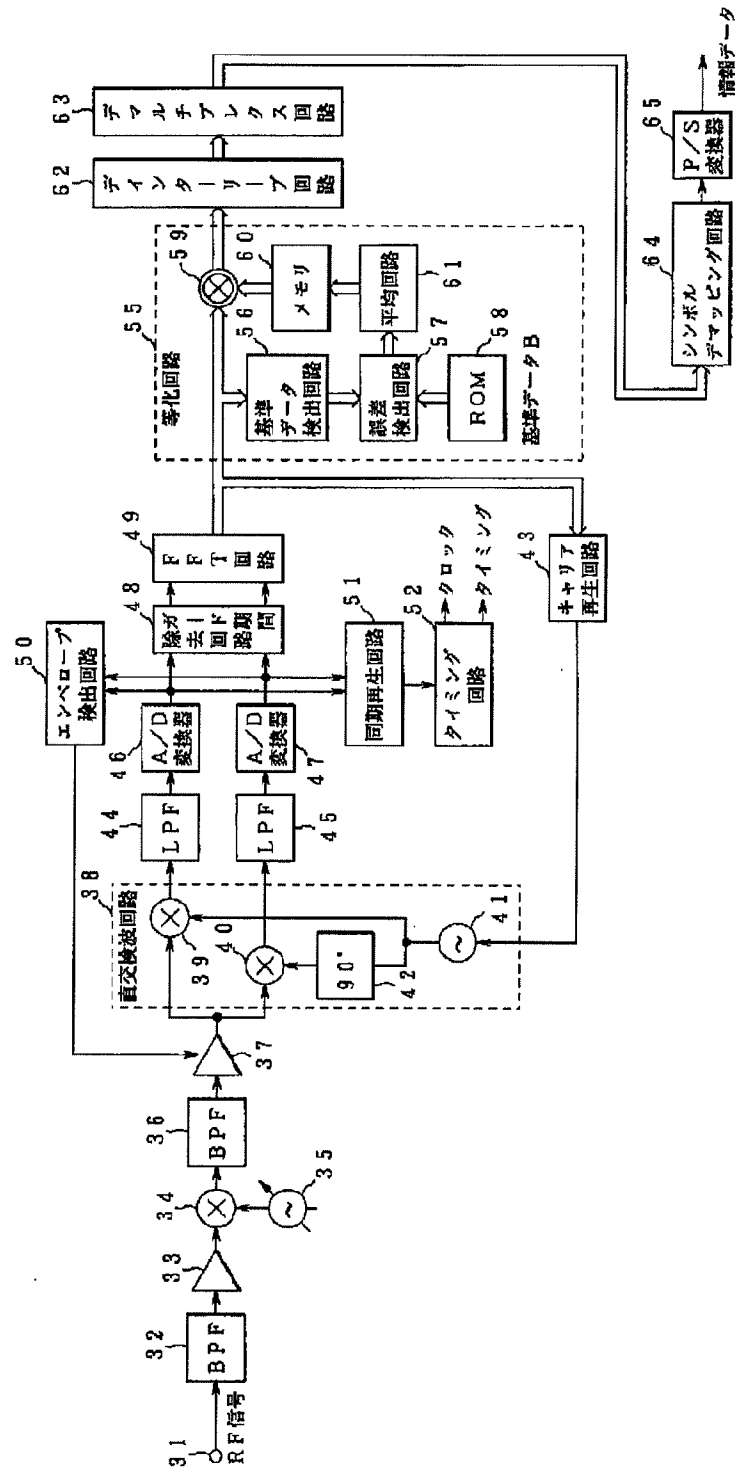 31
RF信号
32
BPF
33
34
35
~
36
BPF
37
38
直交検波回路
39
40
90°
42
41
~
44
LPF
45
LPF
46
A/D
変換器
47
A/D
変換器
50
エンベロープ
検出回路
48
ガード期間
除去回路
49
FFT回路
51
同期再生回路
52
タイミング
回路
クロック
タイミング
43
キャリア
再生回路
55
等化回路
56
基準
データ
検出回路
57
誤差
検出回路
58
ROM
基準データB
59
60
メモリ
61
平均回路
62
ディンターリーブ回路
63
デマルチプレクス回路
64
シンボル
デマッピング回路
65
P/S
変換器
情報データ